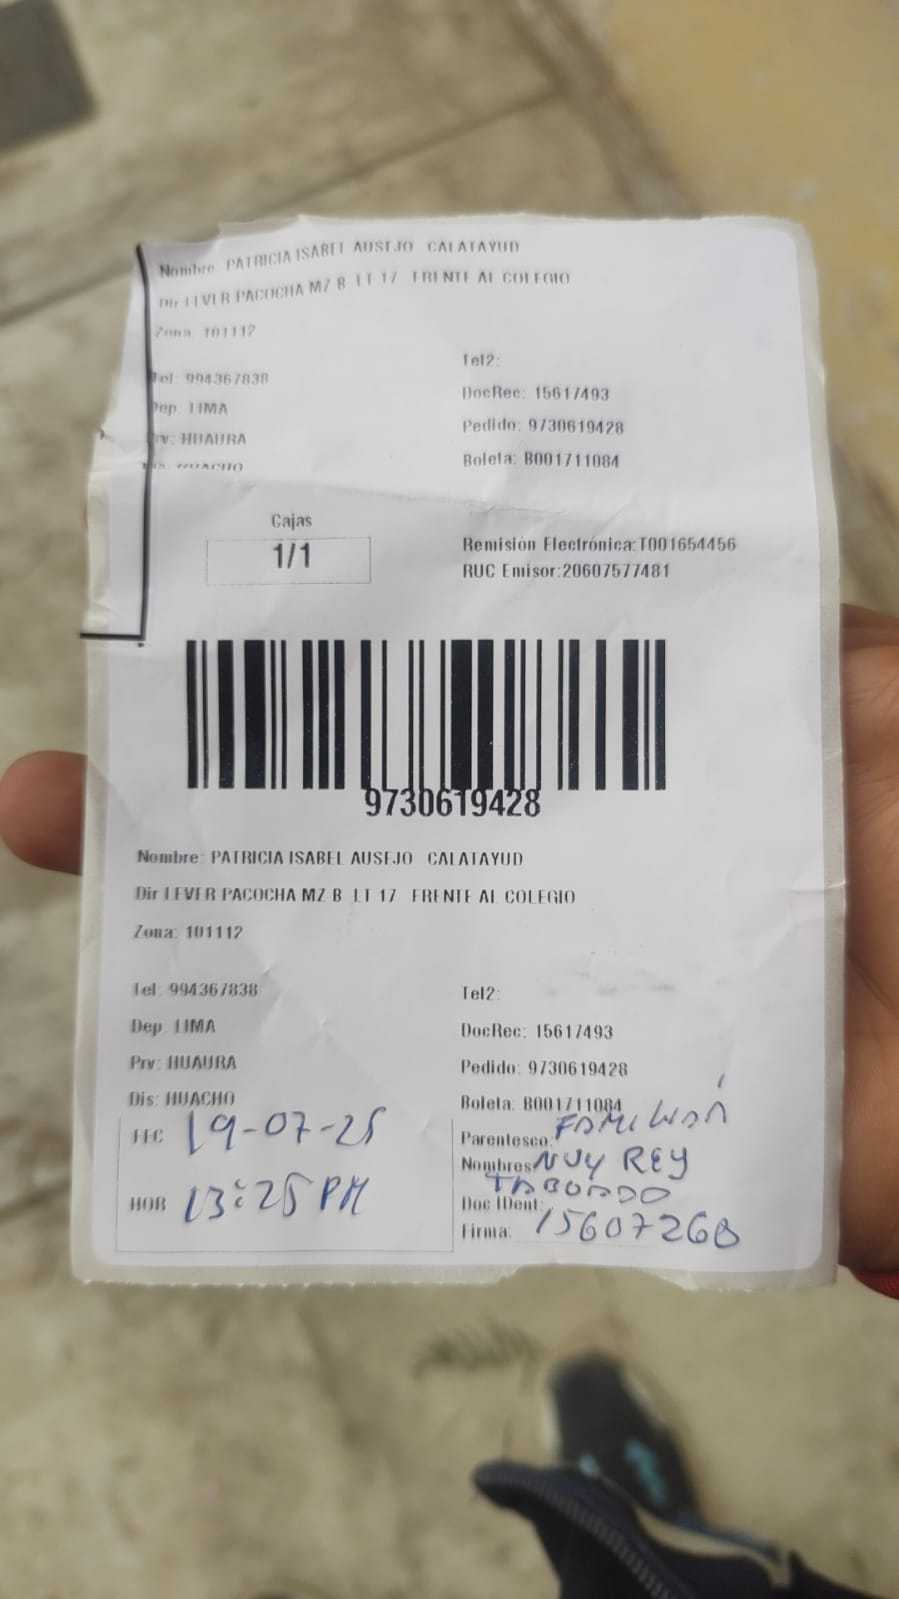 Nombre: PATRICIA ISABEL AUSEJO CALATAYUD
Dir LEVER PACOCHA MZ B LT 17 FRENTE AL COLEGIO
Zona: 101112
Tel: 994367838
Tel2:
DocRec: 15617493
Dep. LIMA
Pedido: 9730619428
Prv: HUAURA
Boleta: B001711084
Dis: HUACHO
Cajas
1/1
Remisión Electrónica:T001654456
RUC Emisor:20607577481
9730619428
Nombre: PATRICIA ISABEL AUSEJO CALATAYUD
Dir LEVER PACOCHA MZ B LT 17 FRENTE AL COLEGIO
Zona: 101112
Tel: 994367838
Tel2:
Dep. LIMA
DocRec: 15617493
Prv: HUAURA
Pedido: 9730619428
Dis: HUACHO
Boleta: B001711084
FEC 19-07-25
Parentesco:
Nombres: NUY REY
TABOADO
HOR 13:25 PM
Doc IDent:
Firma: 15607268